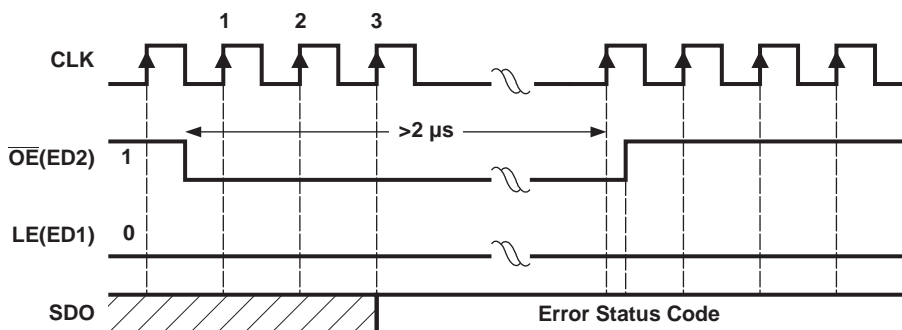 1 2 3
CLK
>2 µs
OE(ED2) 1
LE(ED1) 0
SDO Error Status Code